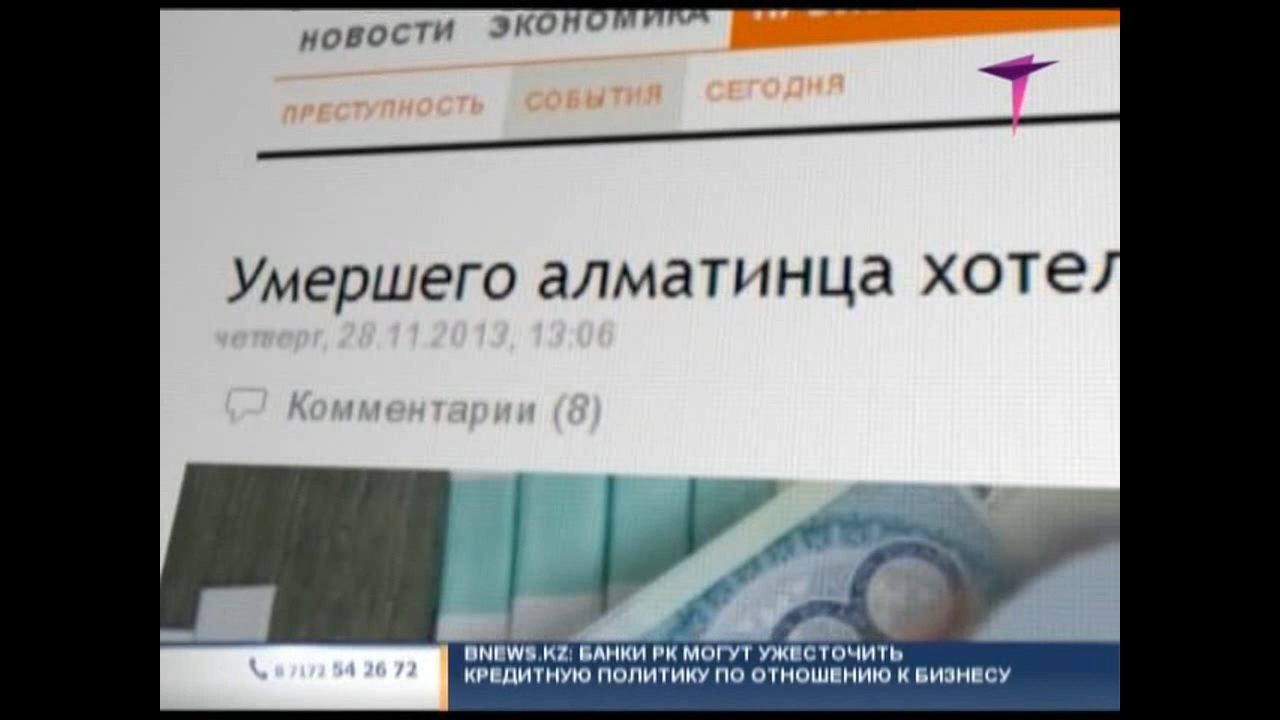 НОВОСТИ ЭКОНОМИКА
ПРЕСТУПНОСТЬ СОБЫТИЯ СЕГОДНЯ
Умершего алматинца хотел
четверг, 28.11.2013, 13:06
Комментарии (8)
8 7172 54 26 72
BNEWS.KZ: БАНКИ РК МОГУТ УЖЕСТОЧИТЬ
КРЕДИТНУЮ ПОЛИТИКУ ПО ОТНОШЕНИЮ К БИЗНЕСУ